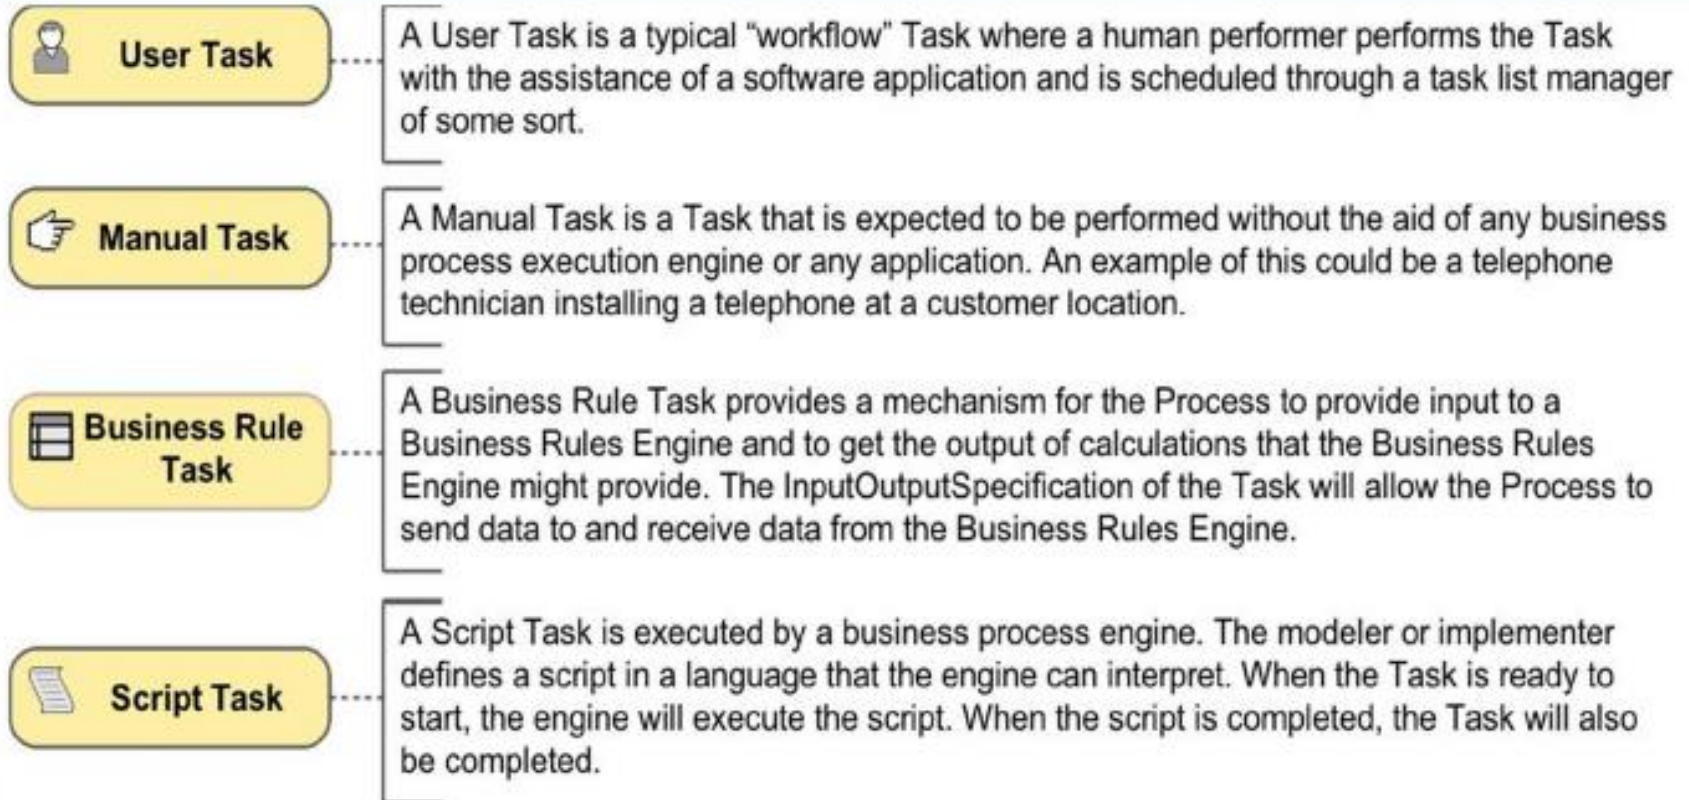 User Task
A User Task is a typical “workflow” Task where a human performer performs the Task
with the assistance of a software application and is scheduled through a task list manager
of some sort.
Manual Task
A Manual Task is a Task that is expected to be performed without the aid of any business
process execution engine or any application. An example of this could be a telephone
technician installing a telephone at a customer location.
Business Rule
Task
A Business Rule Task provides a mechanism for the Process to provide input to a
Business Rules Engine and to get the output of calculations that the Business Rules
Engine might provide. The InputOutputSpecification of the Task will allow the Process to
send data to and receive data from the Business Rules Engine.
Script Task
A Script Task is executed by a business process engine. The modeler or implementer
defines a script in a language that the engine can interpret. When the Task is ready to
start, the engine will execute the script. When the script is completed, the Task will also
be completed.